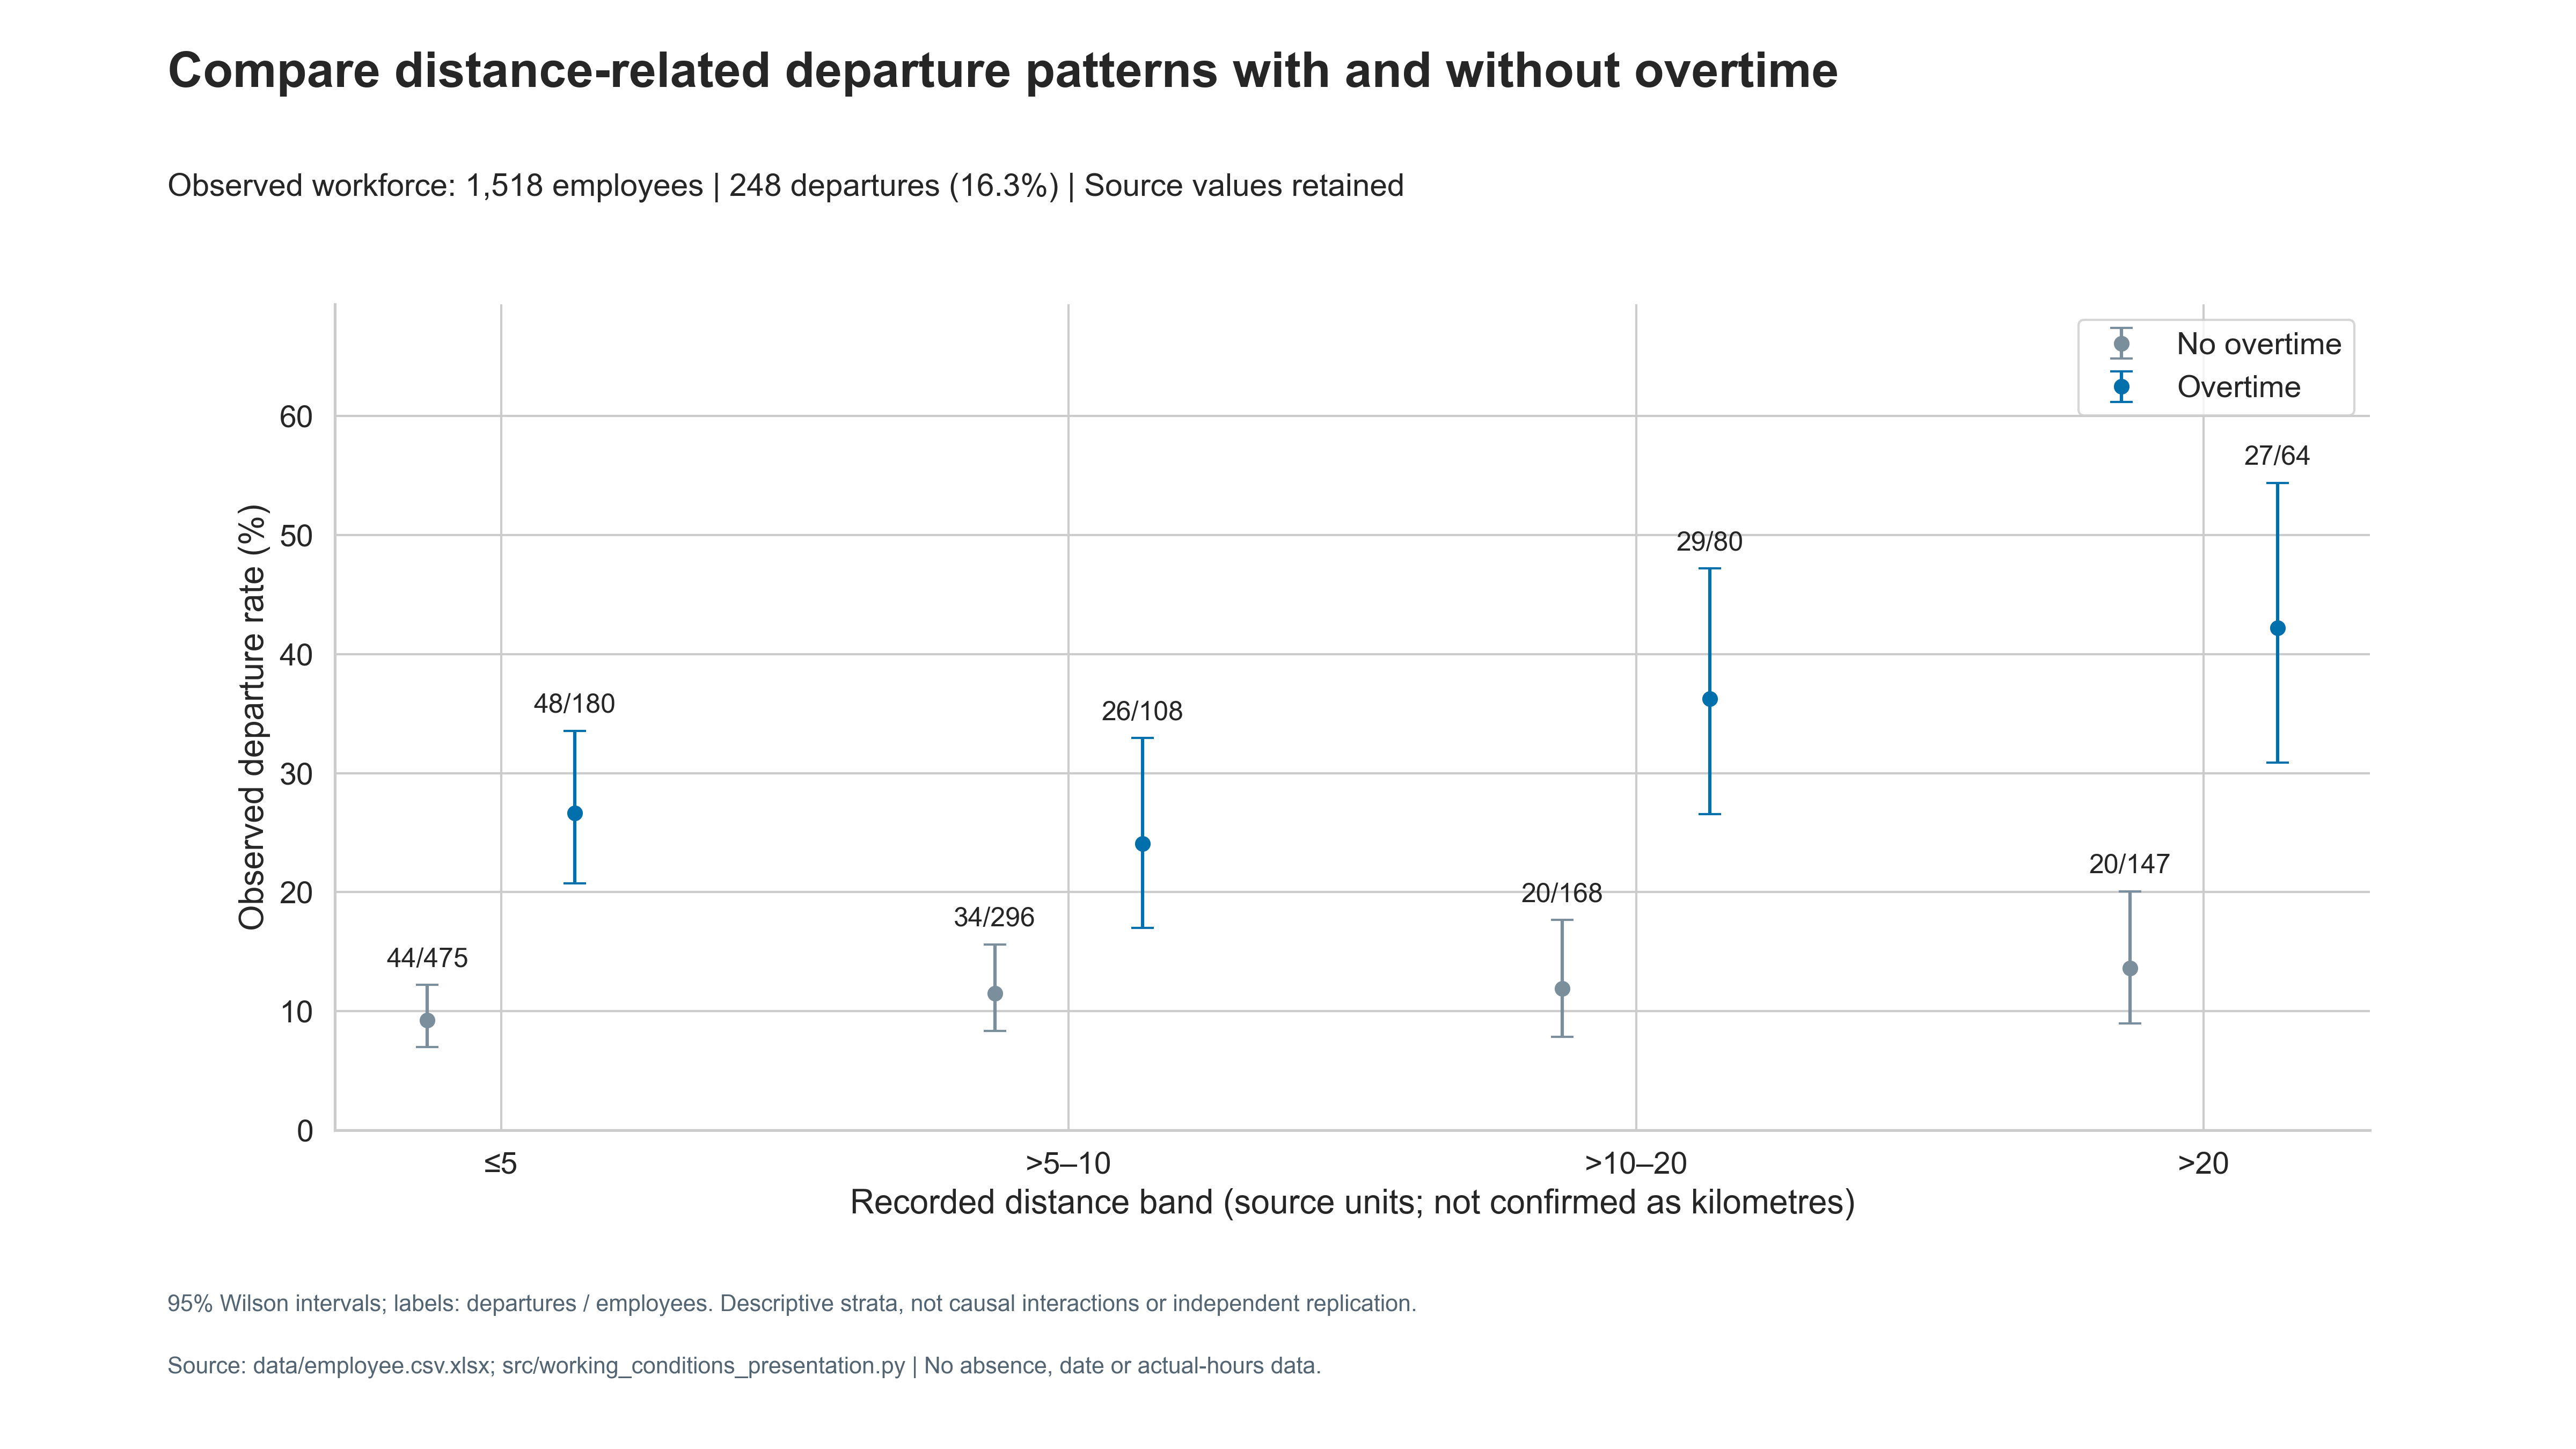 Compare distance-related departure patterns with and without overtime
Observed workforce: 1,518 employees | 248 departures (16.3%) | Source values retained
No overtime
Overtime
Observed departure rate (%)
60
50
40
30
20
10
0
27/64
29/80
48/180
26/108
20/147
20/168
34/296
44/475
≤5
>5–10
>10–20
>20
Recorded distance band (source units; not confirmed as kilometres)
95% Wilson intervals; labels: departures / employees. Descriptive strata, not causal interactions or independent replication.
Source: data/employee.csv.xlsx; src/working_conditions_presentation.py | No absence, date or actual-hours data.